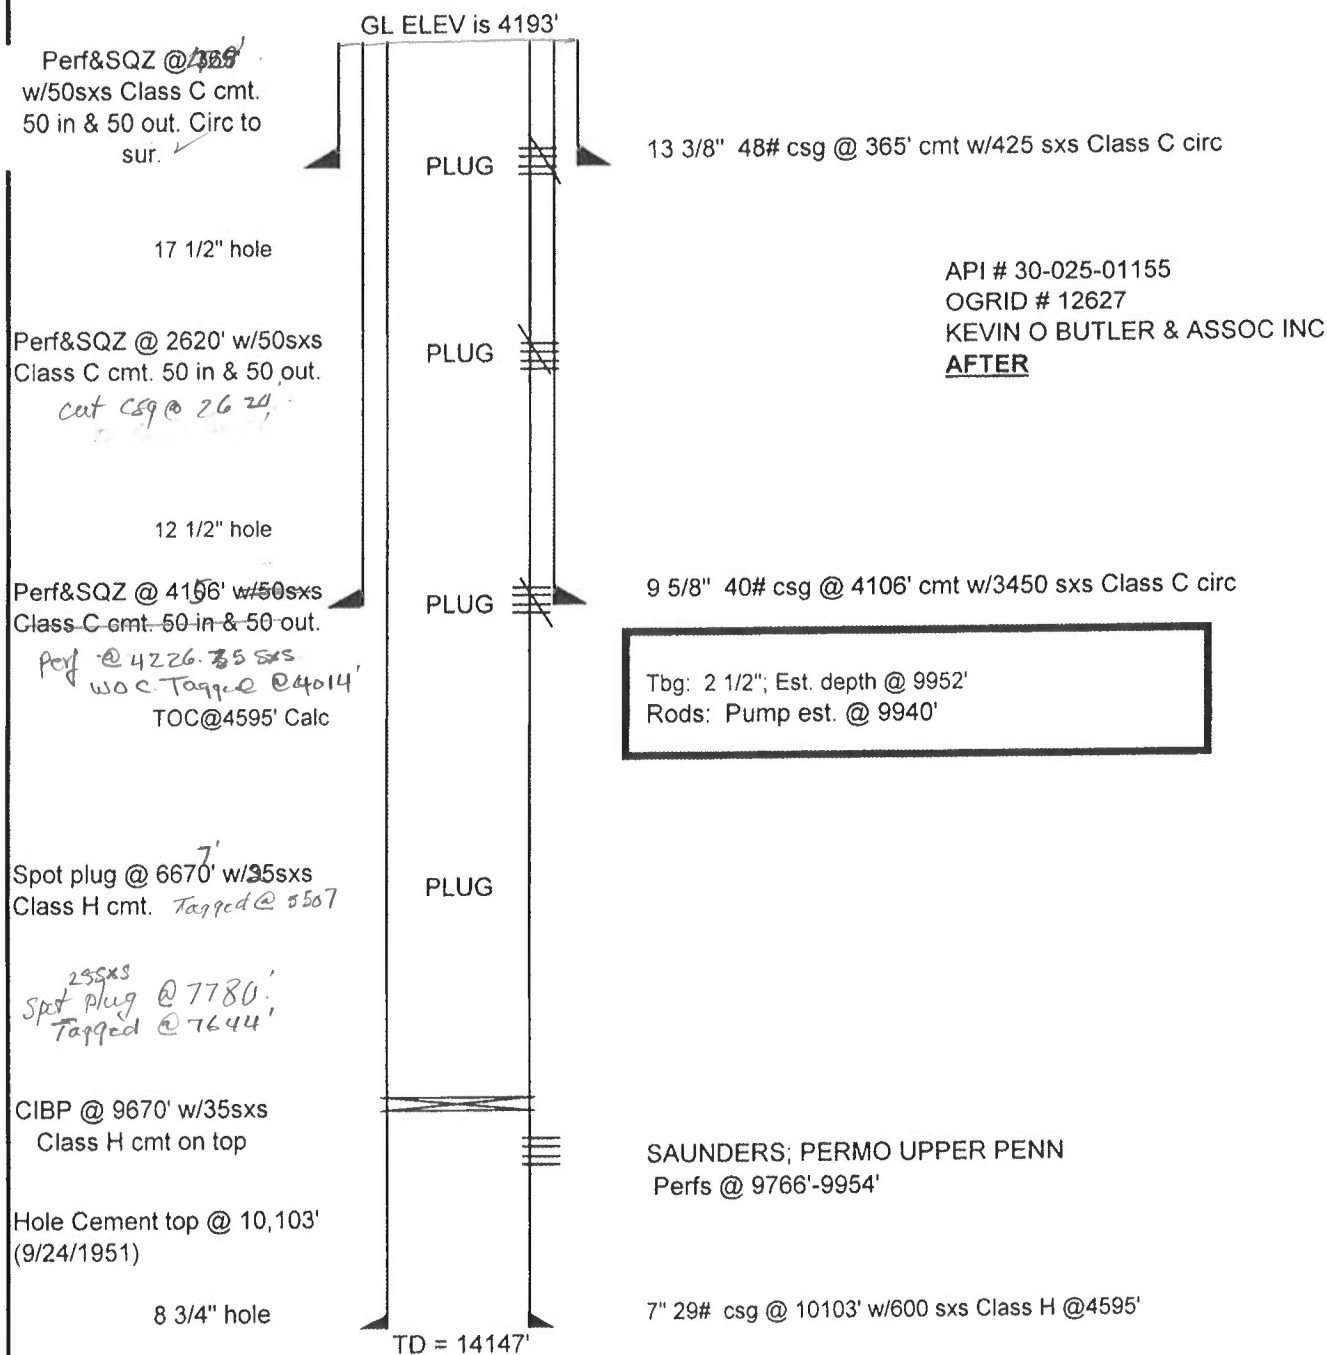 GL ELEV is 4193'
Perf&SQZ @
w/50sxs Class C cmt.
50 in & 50 out. Circ to
sur.
PLUG
13 3/8" 48# csg @ 365' cmt w/425 sxs Class C circ
17 1/2" hole
API # 30-025-01155
OGRID # 12627
KEVIN O BUTLER & ASSOC INC
AFTER
Perf&SQZ @ 2620' w/50sxs
Class C cmt. 50 in & 50 out.
cut csg @ 2620'
PLUG
12 1/2" hole
Perf&SQZ @ 4156' w/50sxs
Class C cmt. 50 in & 50 out.
Perf @ 4226. 35 sxs
WOC. Tagged @4014'
TOC@4595' Calc
PLUG
9 5/8" 40# csg @ 4106' cmt w/3450 sxs Class C circ
Tbg: 2 1/2"; Est. depth @ 9952'
Rods: Pump est. @ 9940'
Spot plug @ 6677' w/35sxs
Class H cmt. Tagged @ 5507
PLUG
25sxs
Spot plug @ 7780'
Tagged @ 7644'
CIBP @ 9670' w/35sxs
Class H cmt on top
SAUNDERS; PERMO UPPER PENN
Perfs @ 9766'-9954'
Hole Cement top @ 10,103'
(9/24/1951)
8 3/4" hole
7" 29# csg @ 10103' w/600 sxs Class H @4595'
TD = 14147'